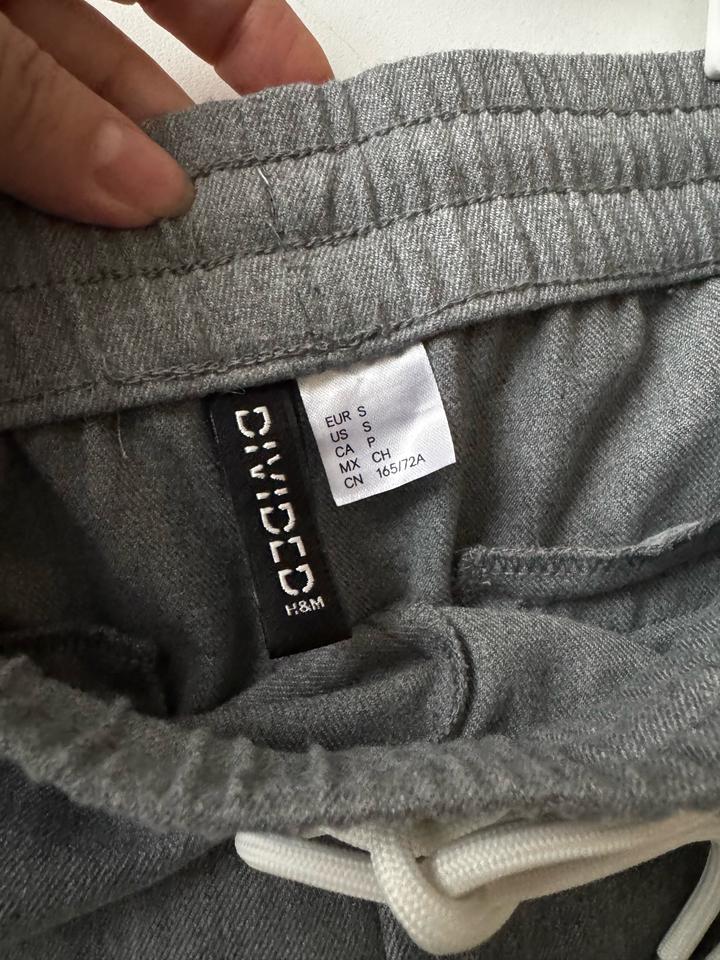 DIVIDED
H&M
EUR S
US S
CA P
MX CH
CN 165/72A